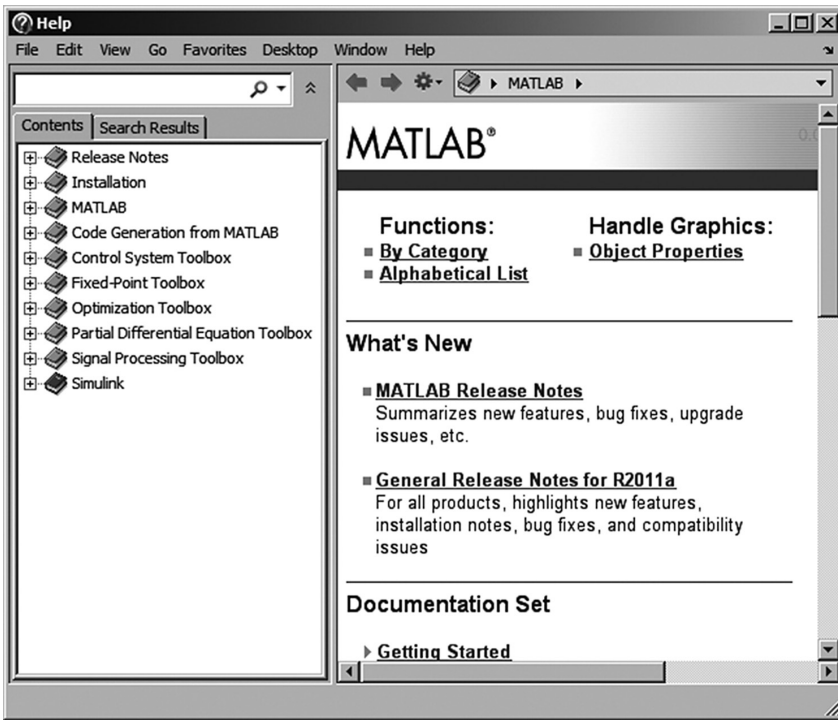 Help
File Edit View Go Favorites Desktop Window Help
MATLAB
Contents Search Results
Release Notes
Installation
MATLAB
Code Generation from MATLAB
Control System Toolbox
Fixed-Point Toolbox
Optimization Toolbox
Partial Differential Equation Toolbox
Signal Processing Toolbox
Simulink
MATLAB®
Functions:
By Category
Alphabetical List
Handle Graphics:
Object Properties
What's New
MATLAB Release Notes
Summarizes new features, bug fixes, upgrade
issues, etc.
General Release Notes for R2011a
For all products, highlights new features,
installation notes, bug fixes, and compatibility
issues
Documentation Set
Getting Started